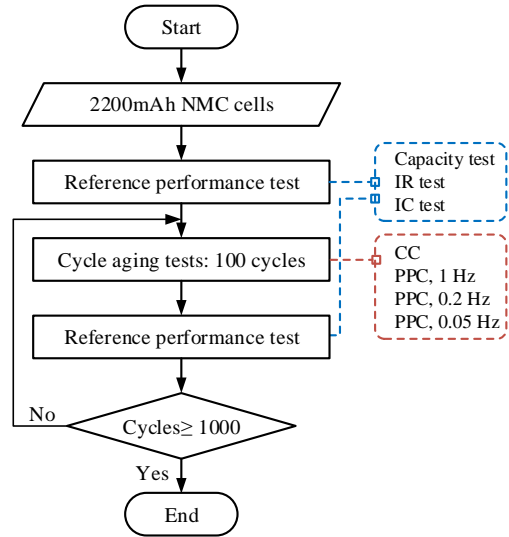 Start
2200mAh NMC cells
Reference performance test
Capacity test
IR test
IC test
Cycle aging tests: 100 cycles
CC
PPC, 1 Hz
PPC, 0.2 Hz
PPC, 0.05 Hz
Reference performance test
No
Cycles≥ 1000
Yes
End